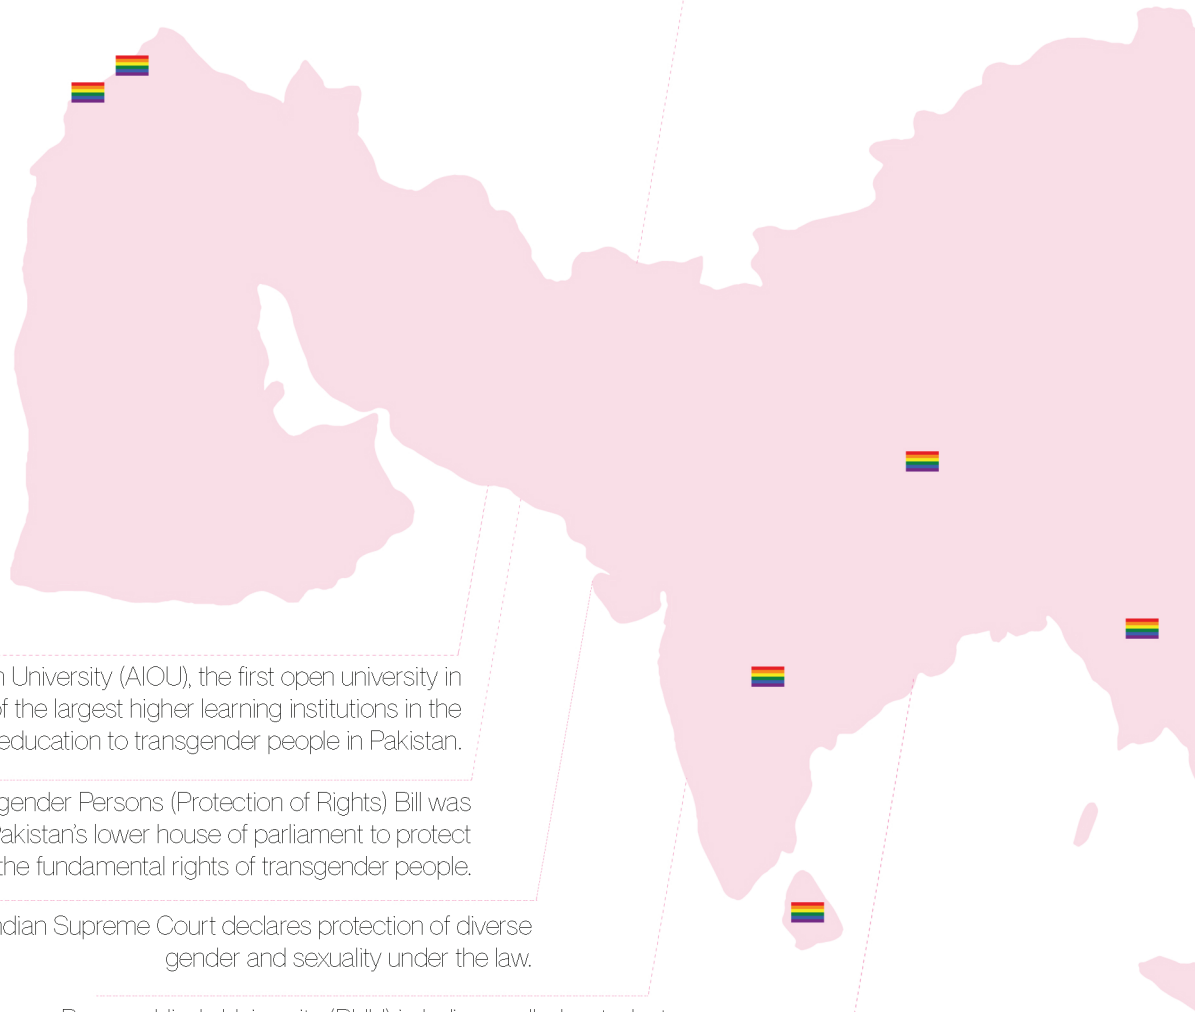 University (AIOU), the first open university in
of the largest higher learning institutions in the
education to transgender people in Pakistan.
gender Persons (Protection of Rights) Bill was
Pakistan's lower house of parliament to protect
the fundamental rights of transgender people.
ndian Supreme Court declares protection of diverse
gender and sexuality under the law.